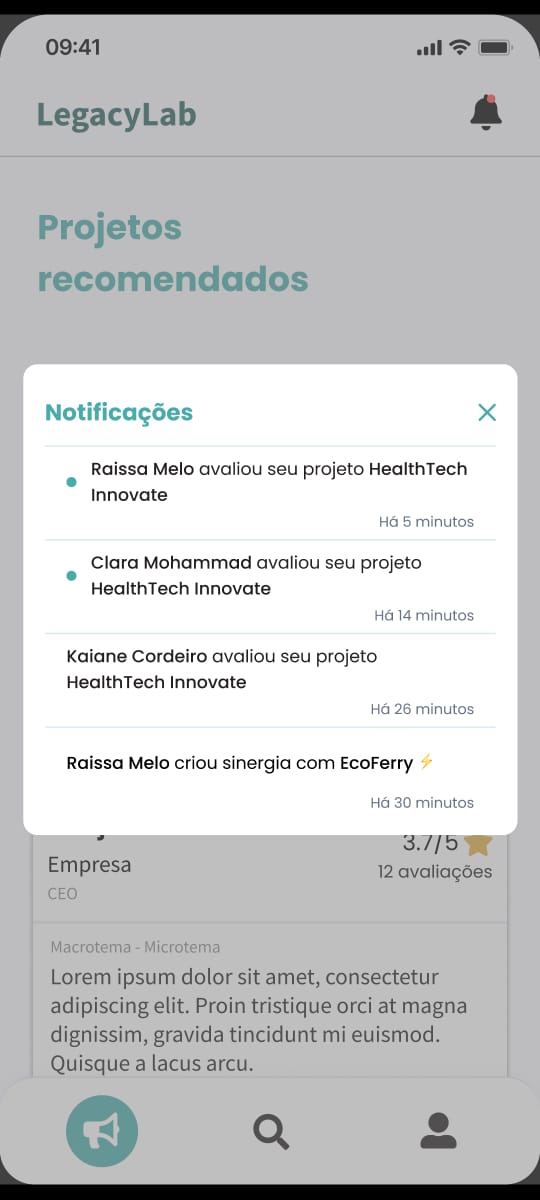 09:41
LegacyLab
Projetos
recomendados
Notificações
Raissa Melo avaliou seu projeto HealthTech
Innovate
Há 5 minutos
Clara Mohammad avaliou seu projeto
HealthTech Innovate
Há 14 minutos
Kaiane Cordeiro avaliou seu projeto
HealthTech Innovate
Há 26 minutos
Raissa Melo criou sinergia com EcoFerry ⚡
Há 30 minutos
3.7/5
Empresa
12 avaliações
CEO
Macrotema - Microtema
Lorem ipsum dolor sit amet, consectetur
adipiscing elit. Proin tristique orci at magna
dignissim, gravida tincidunt mi euismod.
Quisque a lacus arcu.